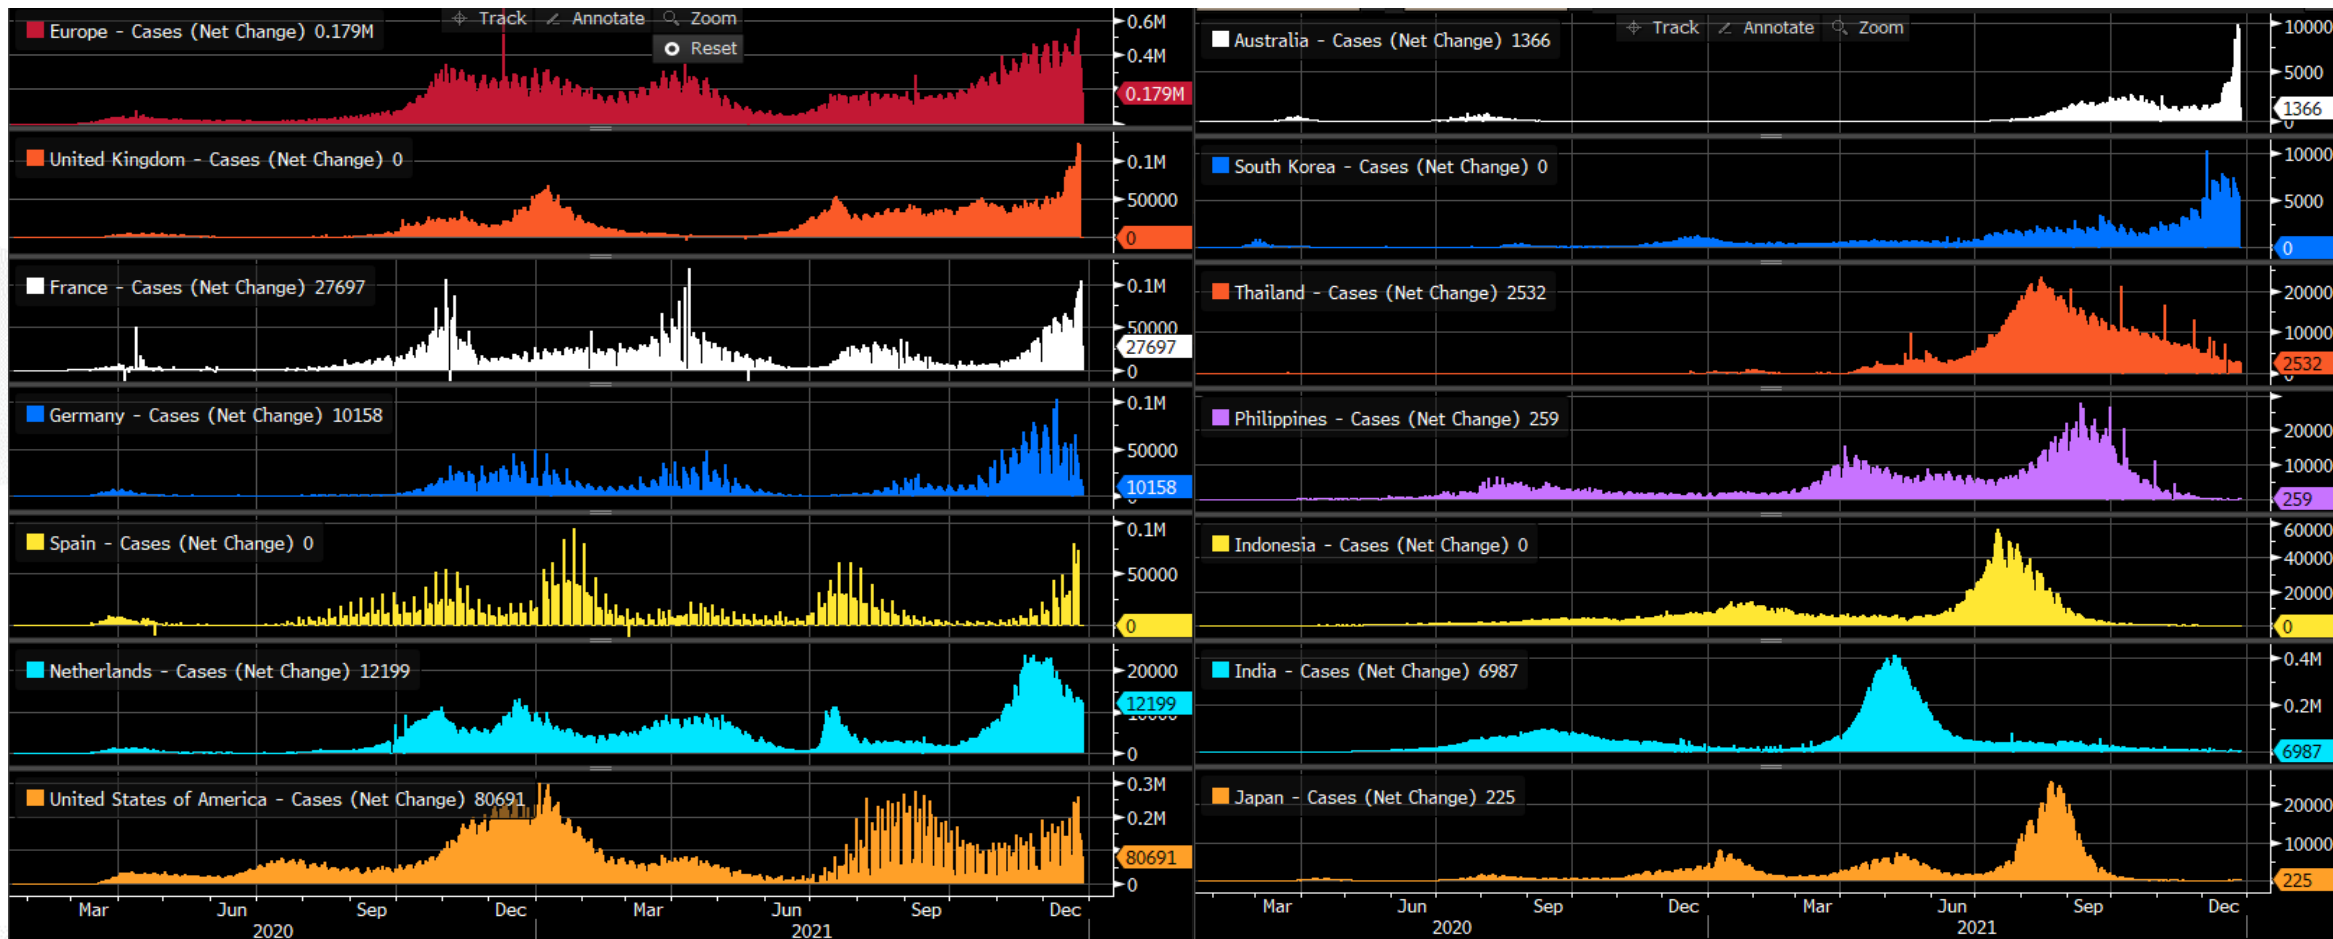 Track Annotate Zoom
Reset
Europe - Cases (Net Change) 0.179M
0.6M
0.4M
0.179M
United Kingdom - Cases (Net Change) 0
0.1M
50000
0
France - Cases (Net Change) 27697
0.1M
50000
27697
0
Germany - Cases (Net Change) 10158
0.1M
50000
10158
Spain - Cases (Net Change) 0
0.1M
50000
0
Netherlands - Cases (Net Change) 12199
20000
12199
0
United States of America - Cases (Net Change) 80691
0.3M
0.2M
80691
0
Mar Jun Sep Dec Mar Jun Sep Dec
2020 2021
Track Annotate Zoom
Australia - Cases (Net Change) 1366
10000
5000
1366
0
South Korea - Cases (Net Change) 0
10000
5000
0
Thailand - Cases (Net Change) 2532
20000
10000
2532
Philippines - Cases (Net Change) 259
20000
10000
259
Indonesia - Cases (Net Change) 0
60000
40000
20000
0
India - Cases (Net Change) 6987
0.4M
0.2M
6987
Japan - Cases (Net Change) 225
20000
10000
225
Mar Jun Sep Dec Mar Jun Sep Dec
2020 2021